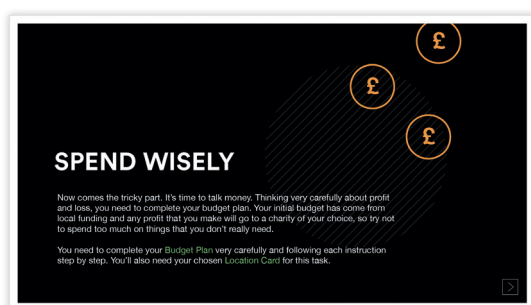 £
£
£
SPEND WISELY
Now comes the tricky part. It's time to talk money. Thinking very carefully about profit
and loss, you need to complete your budget plan. Your initial budget has come from
local funding and any profit that you make will go to a charity of your choice, so try not
to spend too much on things that you don't really need.
You need to complete your Budget Plan very carefully and following each instruction
step by step. You'll also need your chosen Location Card for this task.